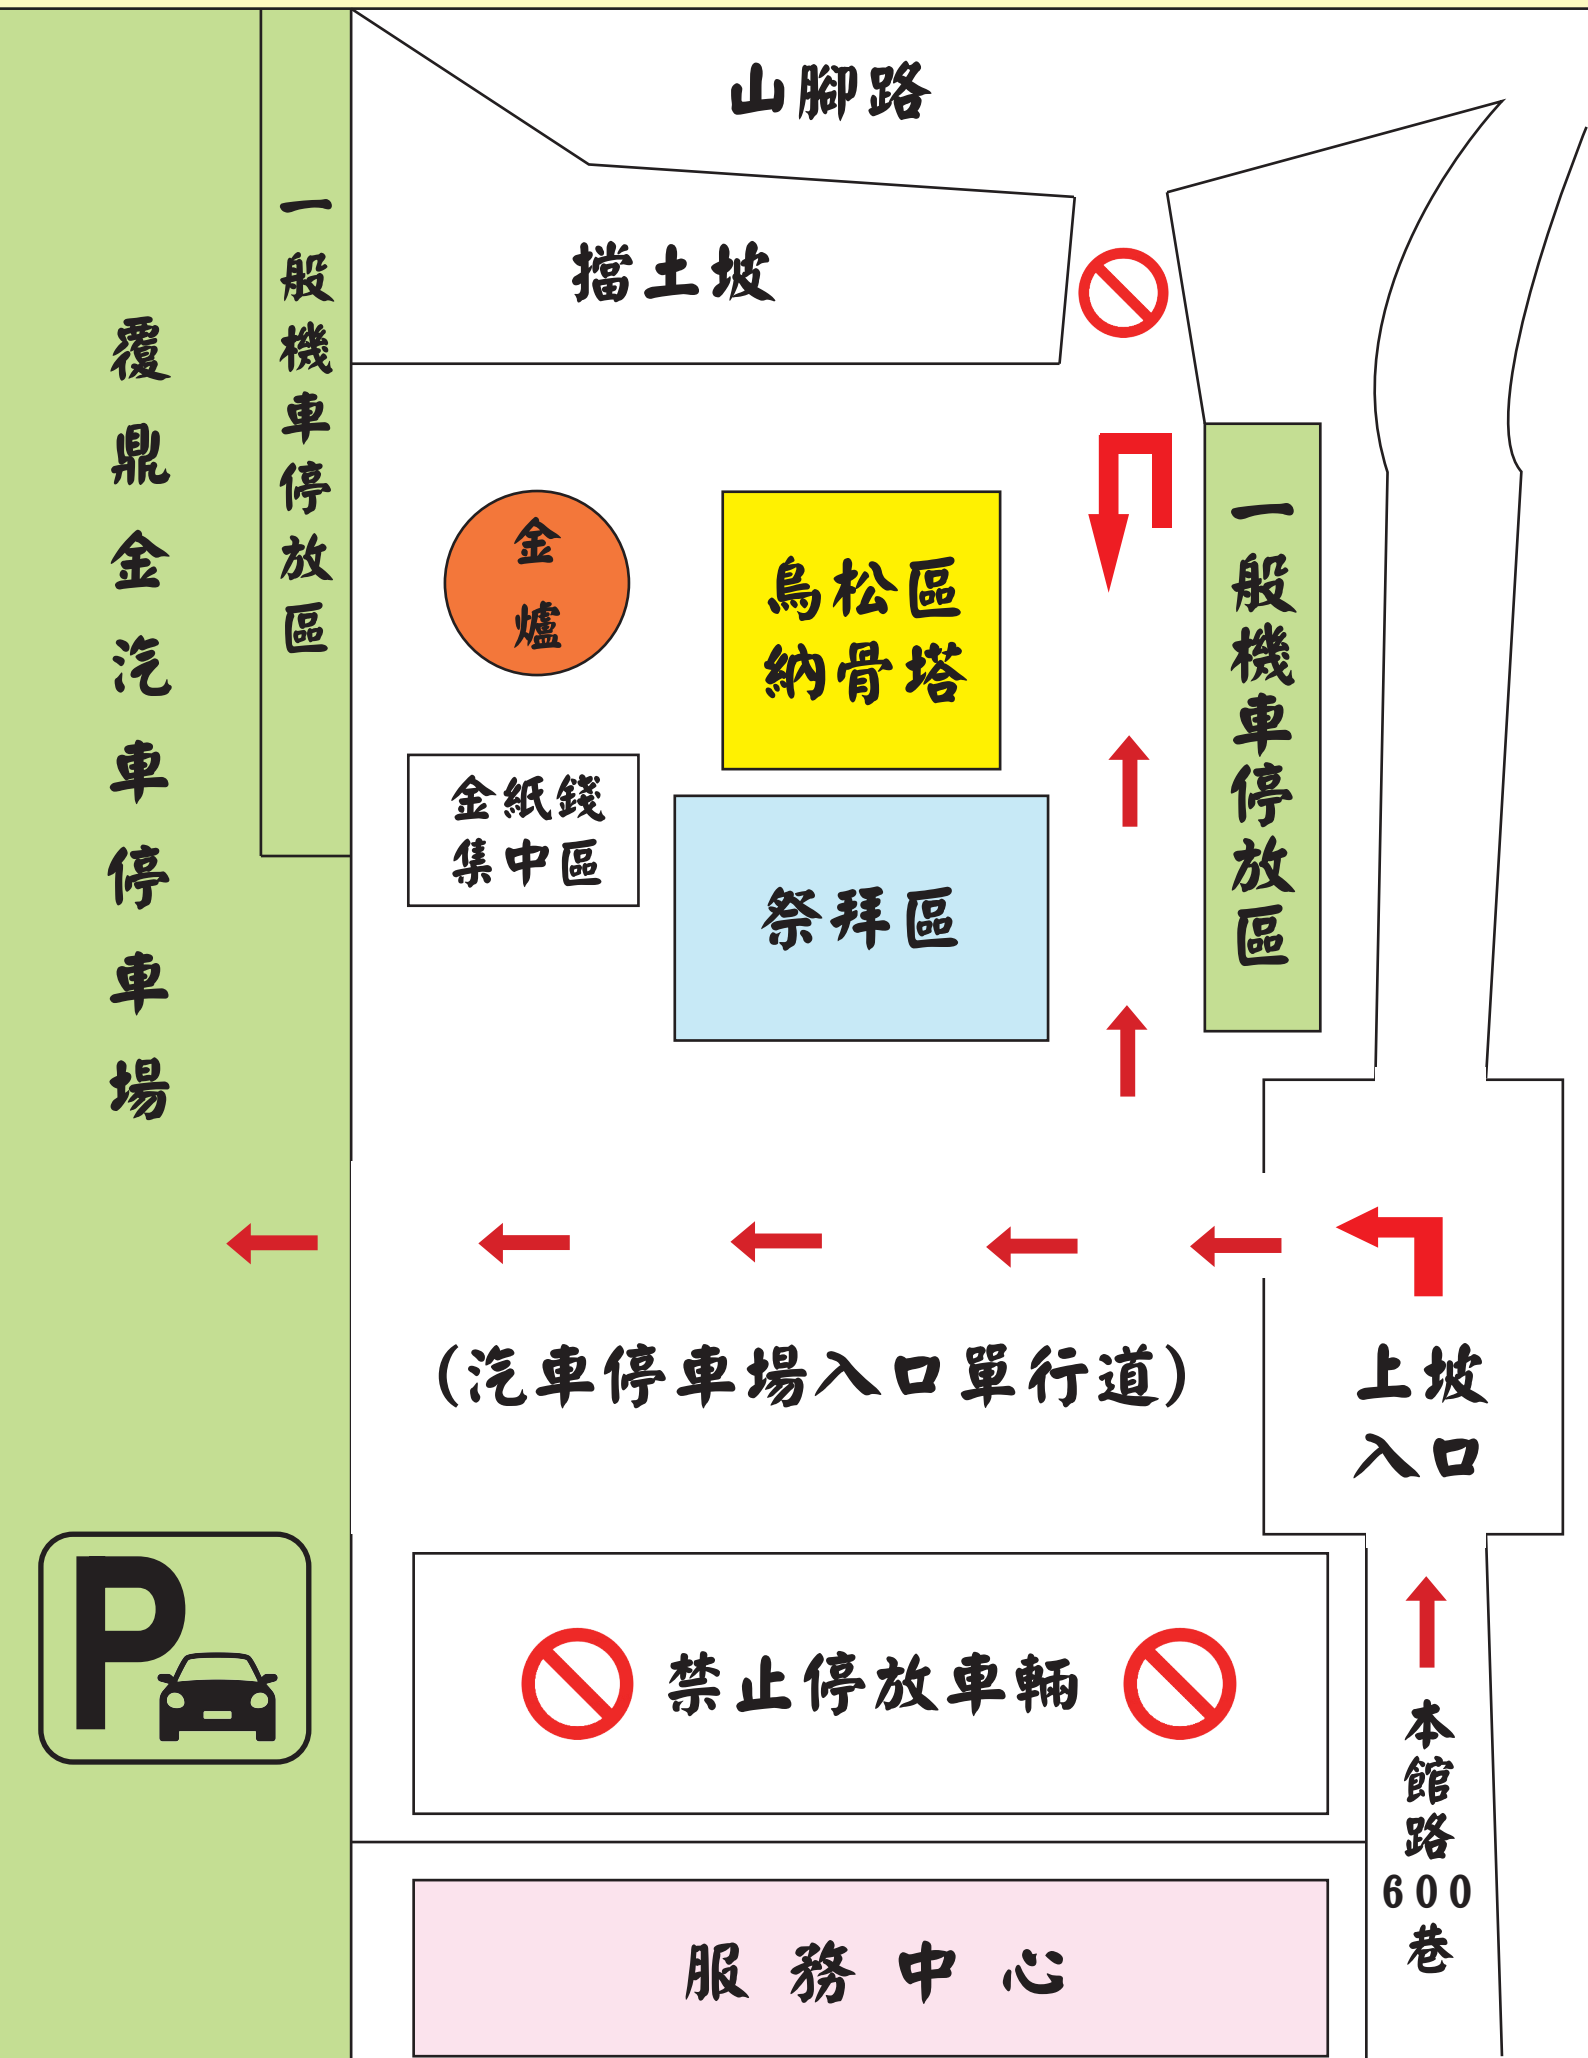 山腳路
擋土坡
一般機車停放區
覆鼎金汽車停車場
金爐
鳥松區
納骨塔
一般機車停放區
金紙錢
集中區
祭拜區
(汽車停車場入口單行道)
上坡
入口
P
禁止停放車輛
本館路600巷
服務中心